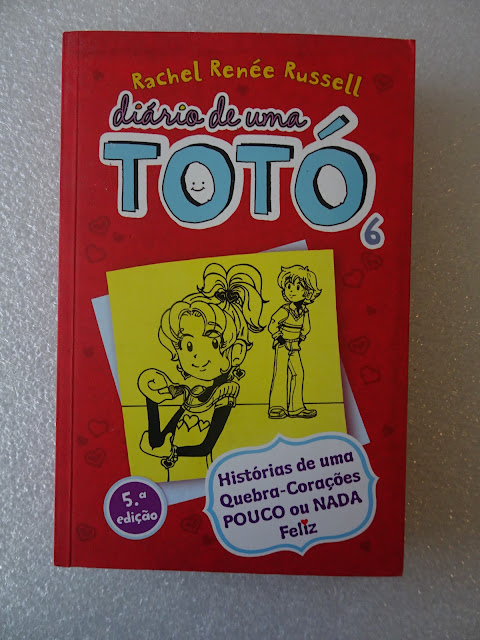 Rachel Renée Russell
diário de uma
TOTÓ
6
Histórias de uma
Quebra-Corações
POUCO ou NADA
Feliz
5.ª
edição